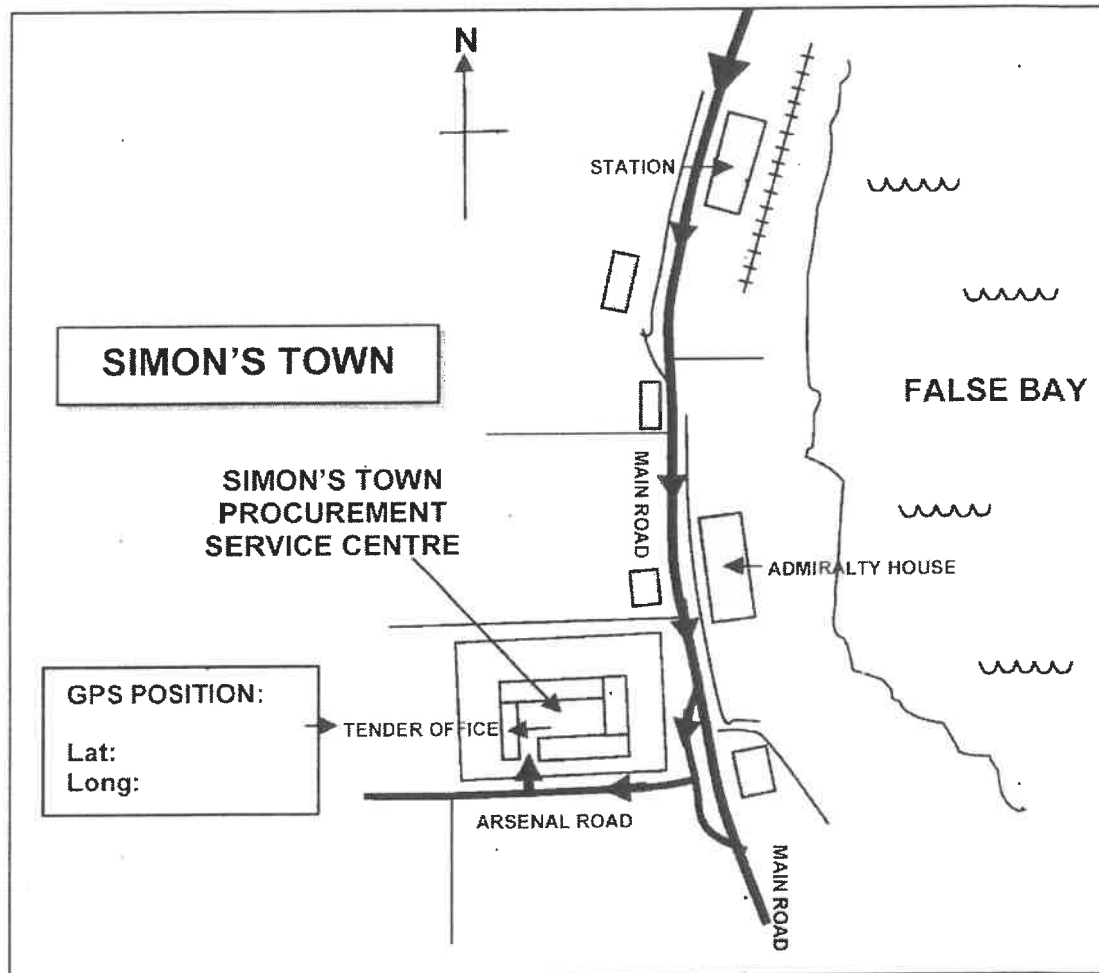 N
STATION
SIMON'S TOWN
FALSE BAY
SIMON'S TOWN
PROCUREMENT
SERVICE CENTRE
MAIN ROAD
ADMIRALTY HOUSE
GPS POSITION:
Lat:
Long:
TENDER OFFICE
ARSENAL ROAD
MAIN ROAD